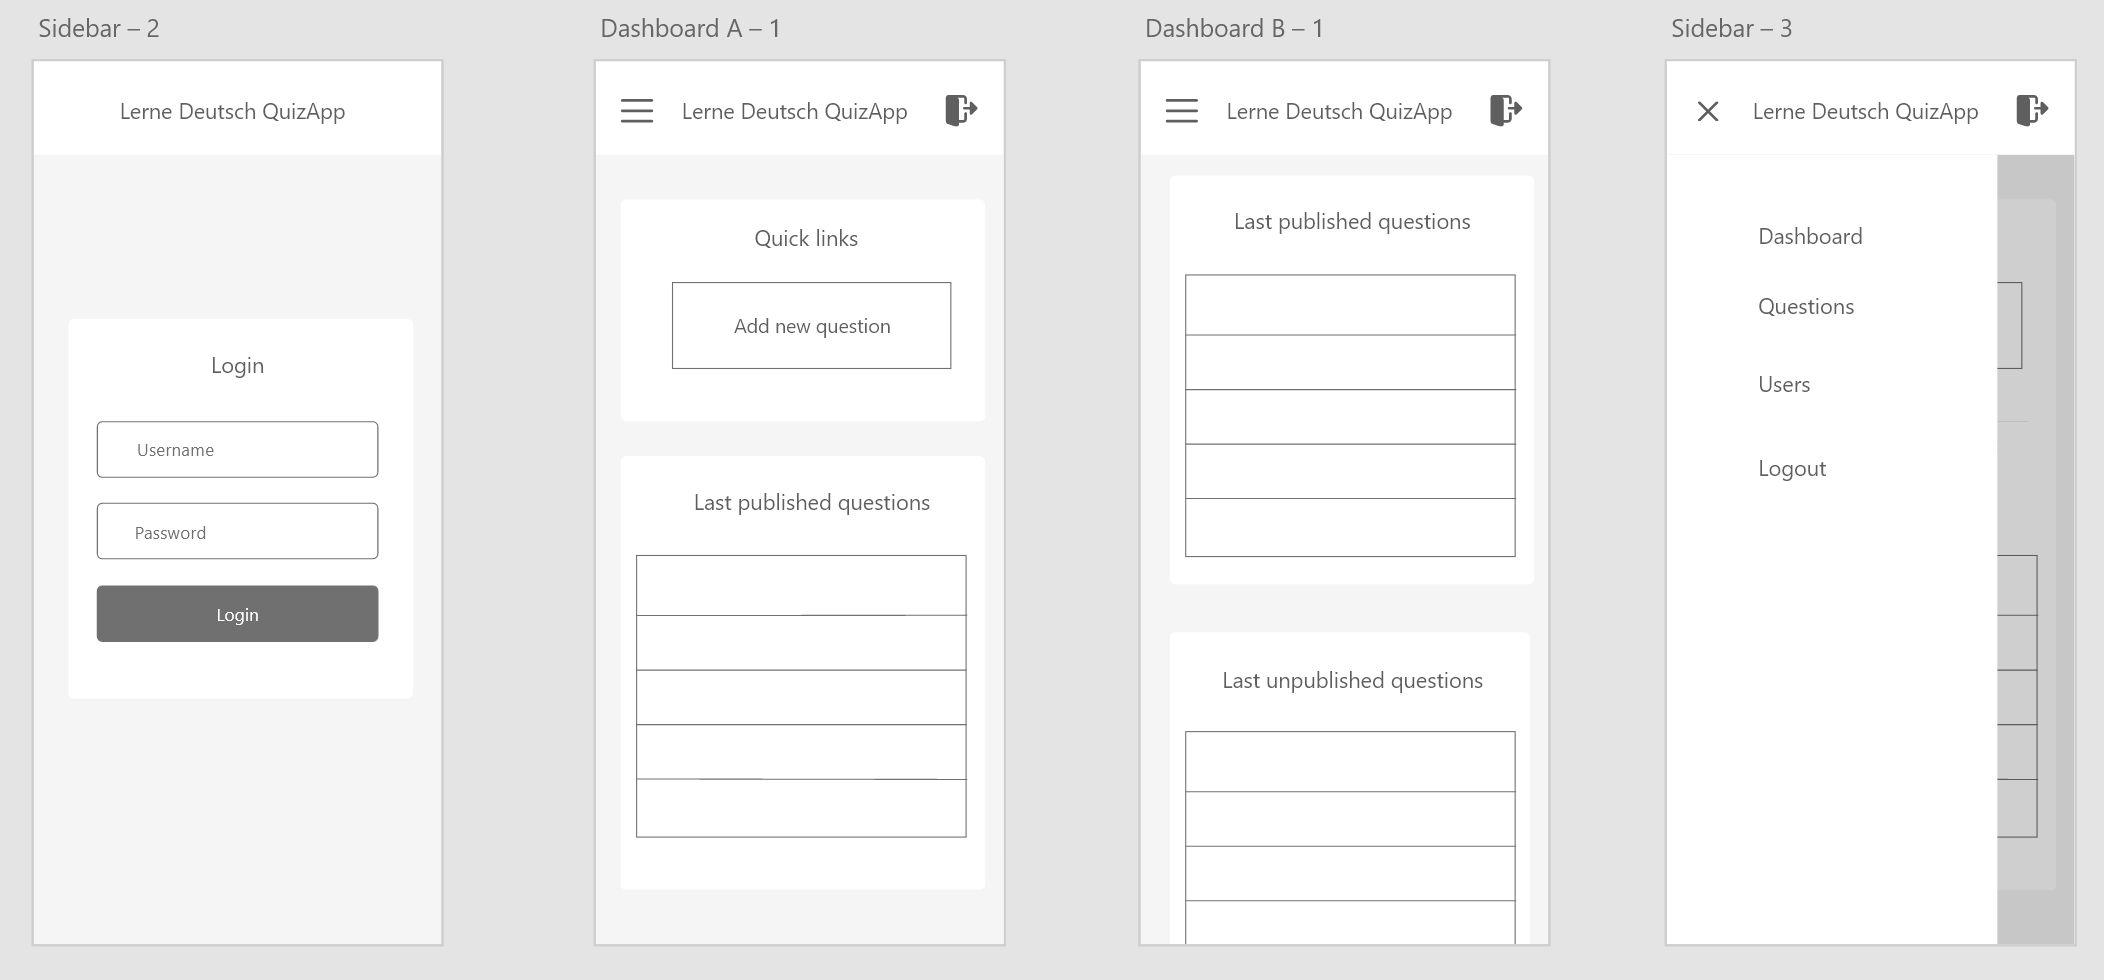 Sidebar – 2
Lerne Deutsch QuizApp
Login
Username
Password
Login
Dashboard A – 1
Lerne Deutsch QuizApp
Quick links
Add new question
Last published questions
Dashboard B – 1
Lerne Deutsch QuizApp
Last published questions
Last unpublished questions
Sidebar – 3
Lerne Deutsch QuizApp
Dashboard
Questions
Users
Logout